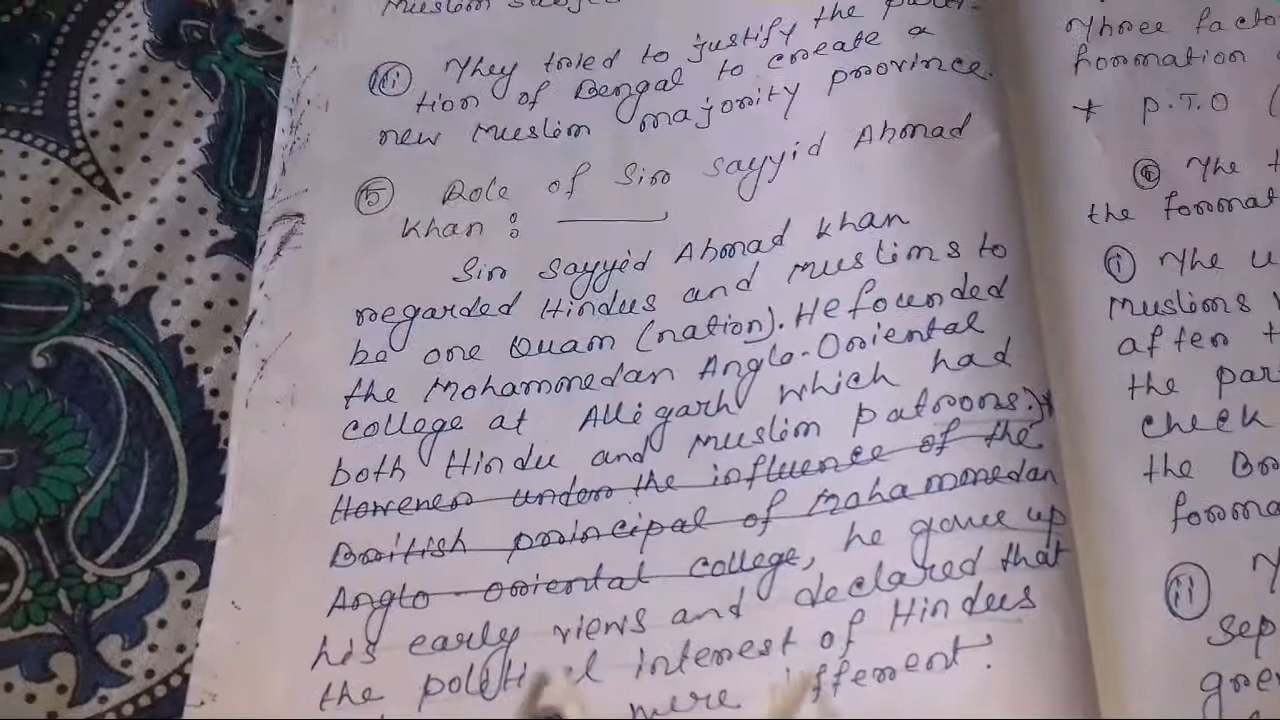 Muslim
(iii) They tried to justify the parti-
tion of Bengal to create a
new Muslim majority province.
(5) Role of Sir Sayyid Ahmad
Khan :
Sir Sayyed Ahmad Khan
regarded Hindus and Muslims to
be one Quam (nation). He founded
the Mohammedan Anglo-Oriental
college at Alligarh which had
both Hindu and Muslim patrons.)*
However under the influence of the
British principal of Mohammedan
Anglo-oriental college, he gave up
his early views and declared that
the political interest of Hindus
were different.
Three facto
formation
* P.T.O (
(4) The t
the format
(i) The u
Muslims
after t
the par
check
the Br
forma
(ii) T
sep
gre